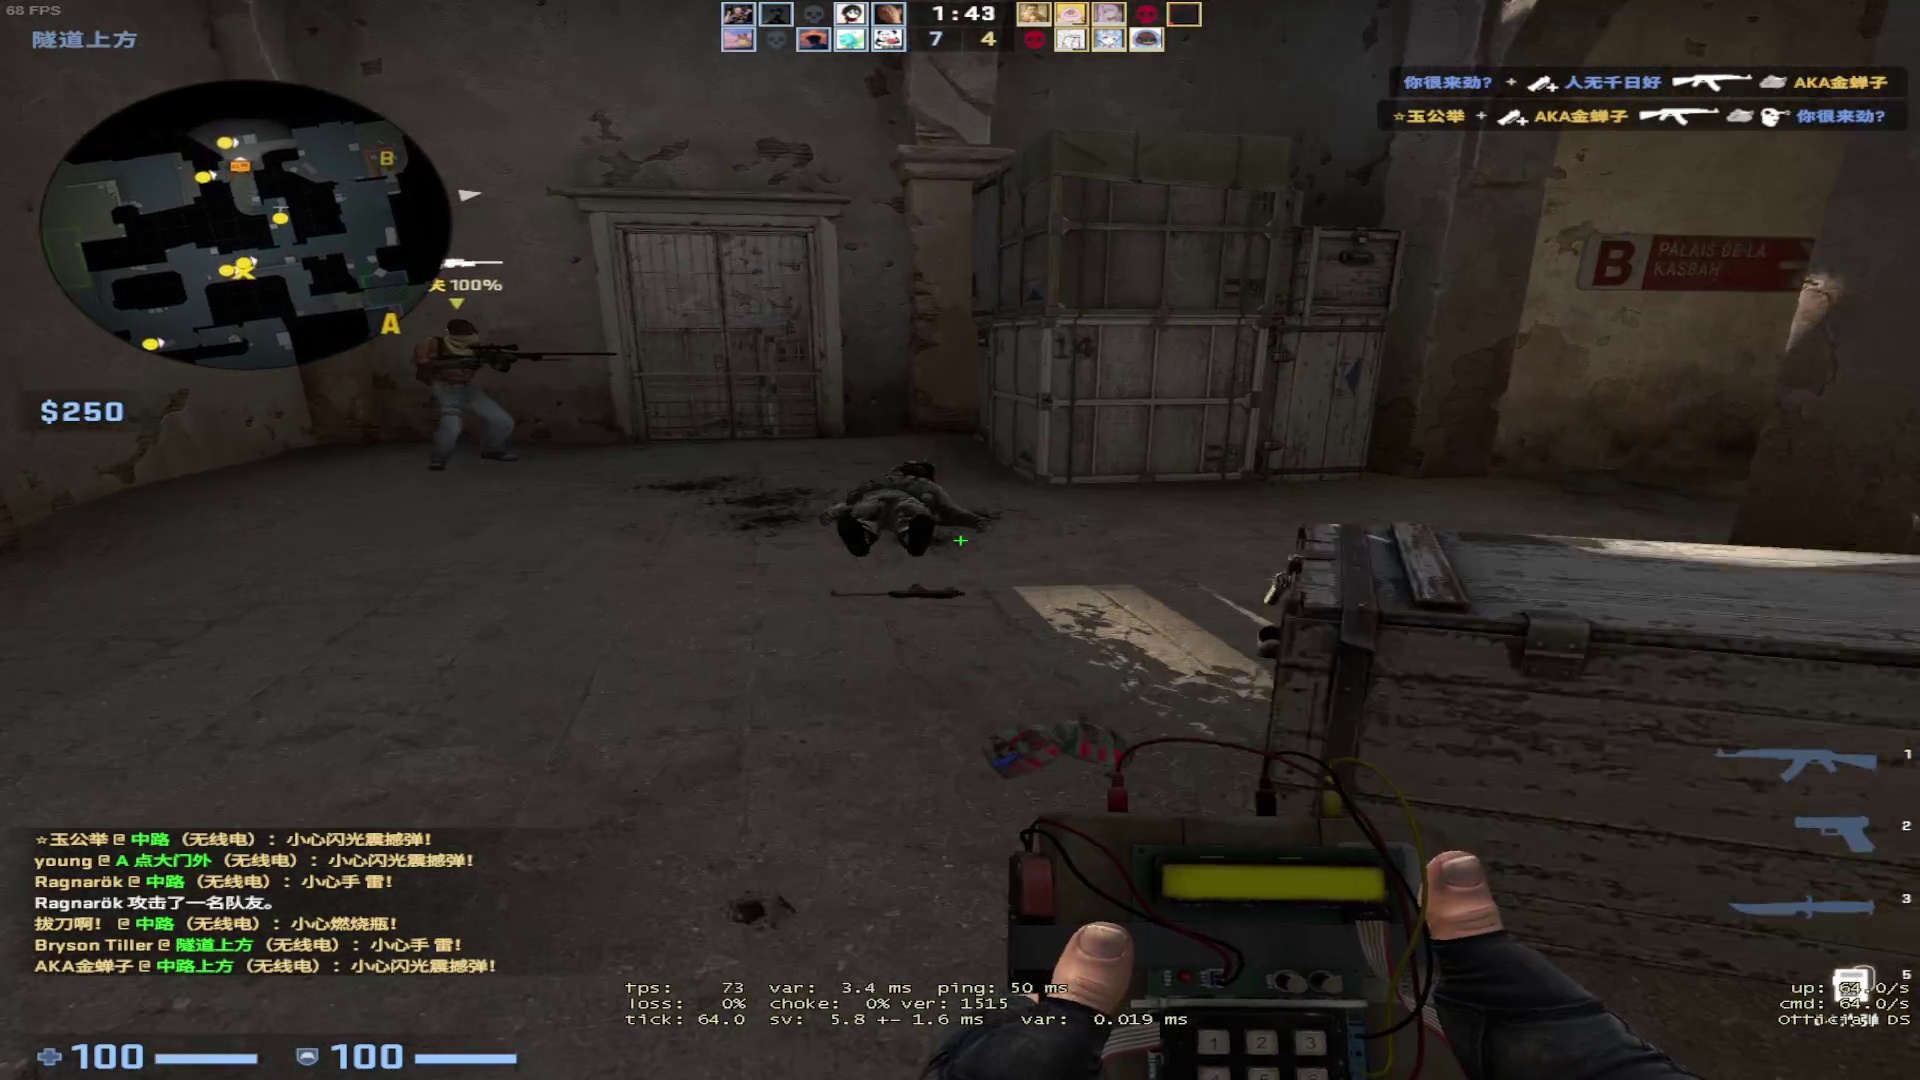 68 FPS
隧道上方
1:43
7 4
你很来劲? + 人无千日好 AKA金蝉子
☆玉公举 + AKA金蝉子 你很来劲?
B
A
100%
$250
14
B PALAIS DE LA
KASBAH
1
2
3
5
☆玉公举 @ 中路 (无线电) : 小心闪光震撼弹!
young @ A 点大门外 (无线电) : 小心闪光震撼弹!
Ragnarök @ 中路 (无线电) : 小心手 雷!
Ragnarök 攻击了一名队友。
拔刀啊! @ 中路 (无线电) : 小心燃烧瓶!
Bryson Tiller @ 隧道上方 (无线电) : 小心手 雷!
AKA金蝉子 @ 中路上方 (无线电) : 小心闪光震撼弹!
fps: 73 var: 3.4 ms ping: 50 ms
loss: 0% choke: 0% ver: 1515
tick: 64.0 sv: 5.8 +- 1.6 ms var: 0.019 ms
up: 64.0/s
cmd: 64.0/s
DS
100 100
1 2 3